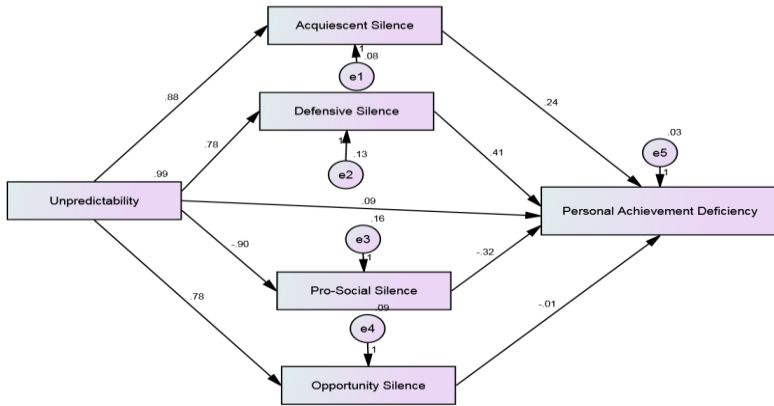 Acquiescent Silence
1
.08
e1
.88
.24
Defensive Silence
.03
e5
.78
1
.13
.41
1
e2
.99
Unpredictability
.09
Personal Achievement Deficiency
.16
e3
-.90
1
-.32
Pro-Social Silence
.78
.09
-.01
e4
1
Opportunity Silence